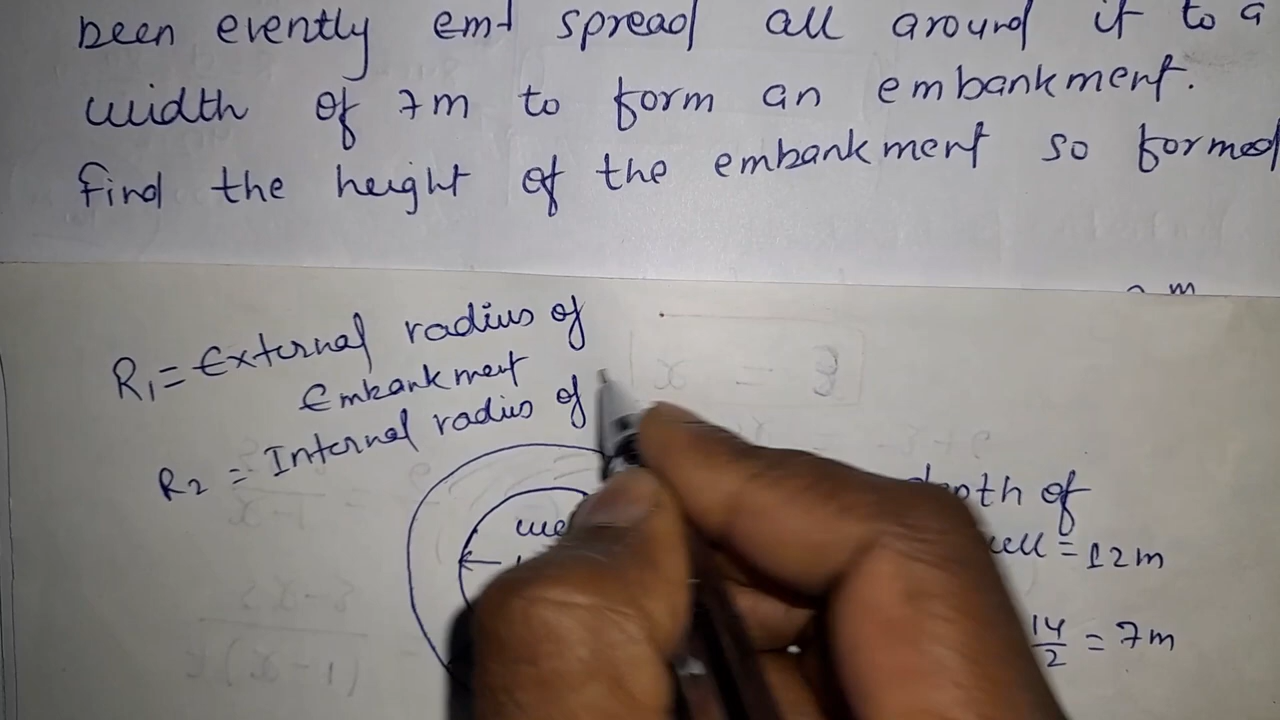 been evently emt spread all around it to a
width of 7m to form an embankment.
find the height of the embankment so formed
m
R1 = External radius of
Embankment
R2 = Internal radius of
depth of
well = 12m
14/2 = 7m